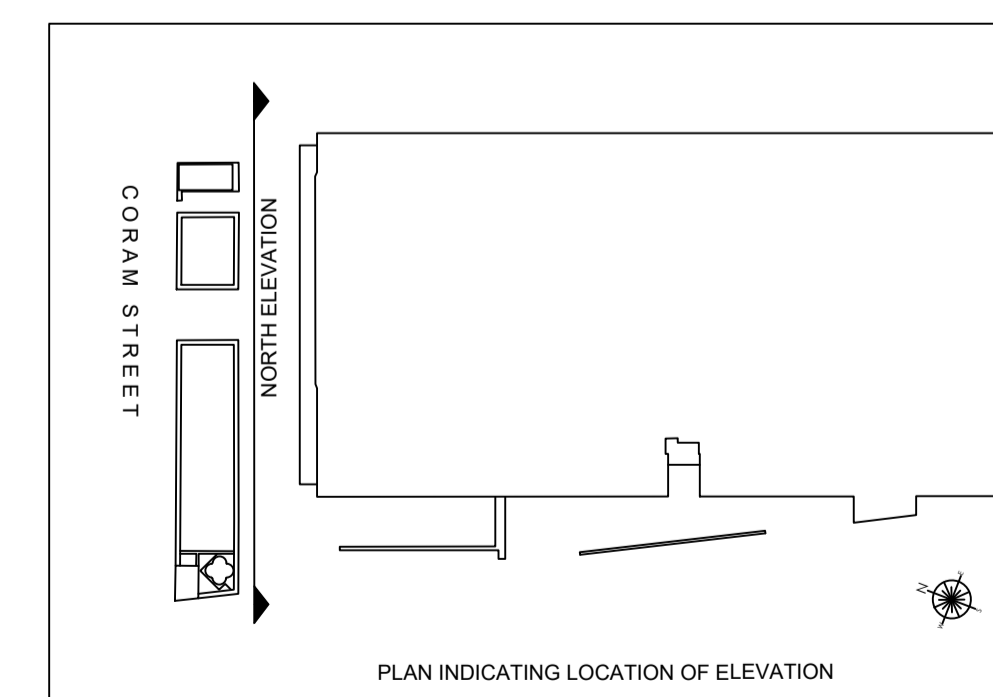 CORAM STREET
NORTH ELEVATION
N
E
S
W
PLAN INDICATING LOCATION OF ELEVATION